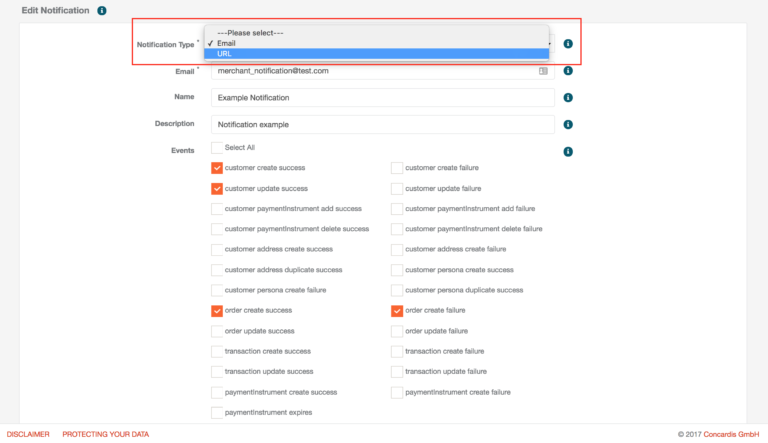 Edit Notification
---Please select---
Notification Type *
✓ Email
URL
Email *
merchant_notification@test.com
Name
Example Notification
Description
Notification example
Events
Select All
customer create success
customer create failure
customer update success
customer update failure
customer paymentInstrument add success
customer paymentInstrument add failure
customer paymentInstrument delete success
customer paymentInstrument delete failure
customer address create success
customer address create failure
customer address duplicate success
customer persona create success
customer persona create failure
customer persona duplicate success
order create success
order create failure
order update success
order update failure
transaction create success
transaction create failure
transaction update success
transaction update failure
paymentInstrument create success
paymentInstrument create failure
paymentInstrument expires
DISCLAIMER
PROTECTING YOUR DATA
© 2017 Concardis GmbH